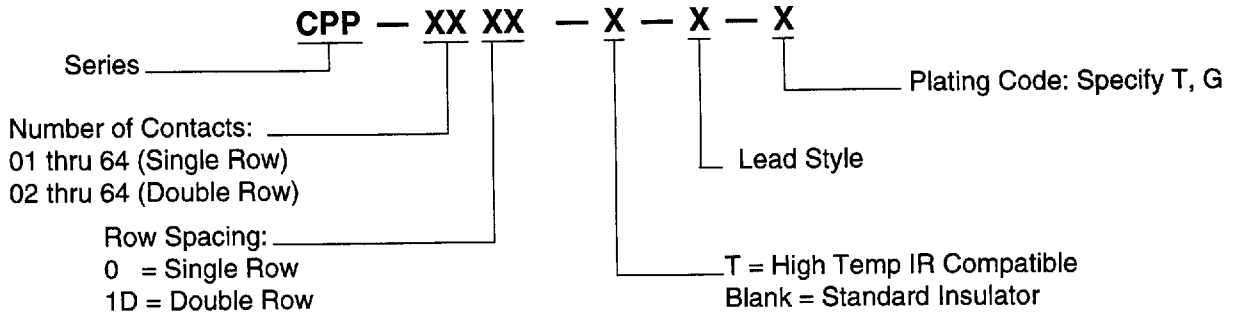 CPP — XX XX — X — X — X
Series
Plating Code: Specify T, G
Number of Contacts:
01 thru 64 (Single Row)
02 thru 64 (Double Row)
Lead Style
Row Spacing:
0 = Single Row
1D = Double Row
T = High Temp IR Compatible
Blank = Standard Insulator